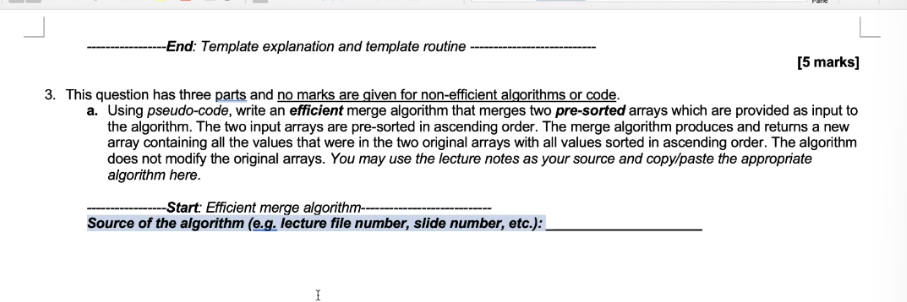 -----------------End: Template explanation and template routine ---------------------------
[5 marks]
3. This question has three parts and no marks are given for non-efficient algorithms or code.
a. Using pseudo-code, write an efficient merge algorithm that merges two pre-sorted arrays which are provided as input to
the algorithm. The two input arrays are pre-sorted in ascending order. The merge algorithm produces and returns a new
array containing all the values that were in the two original arrays with all values sorted in ascending order. The algorithm
does not modify the original arrays. You may use the lecture notes as your source and copy/paste the appropriate
algorithm here.
-----------------Start: Efficient merge algorithm----------------------------
Source of the algorithm (e.g. lecture file number, slide number, etc.): ____________________